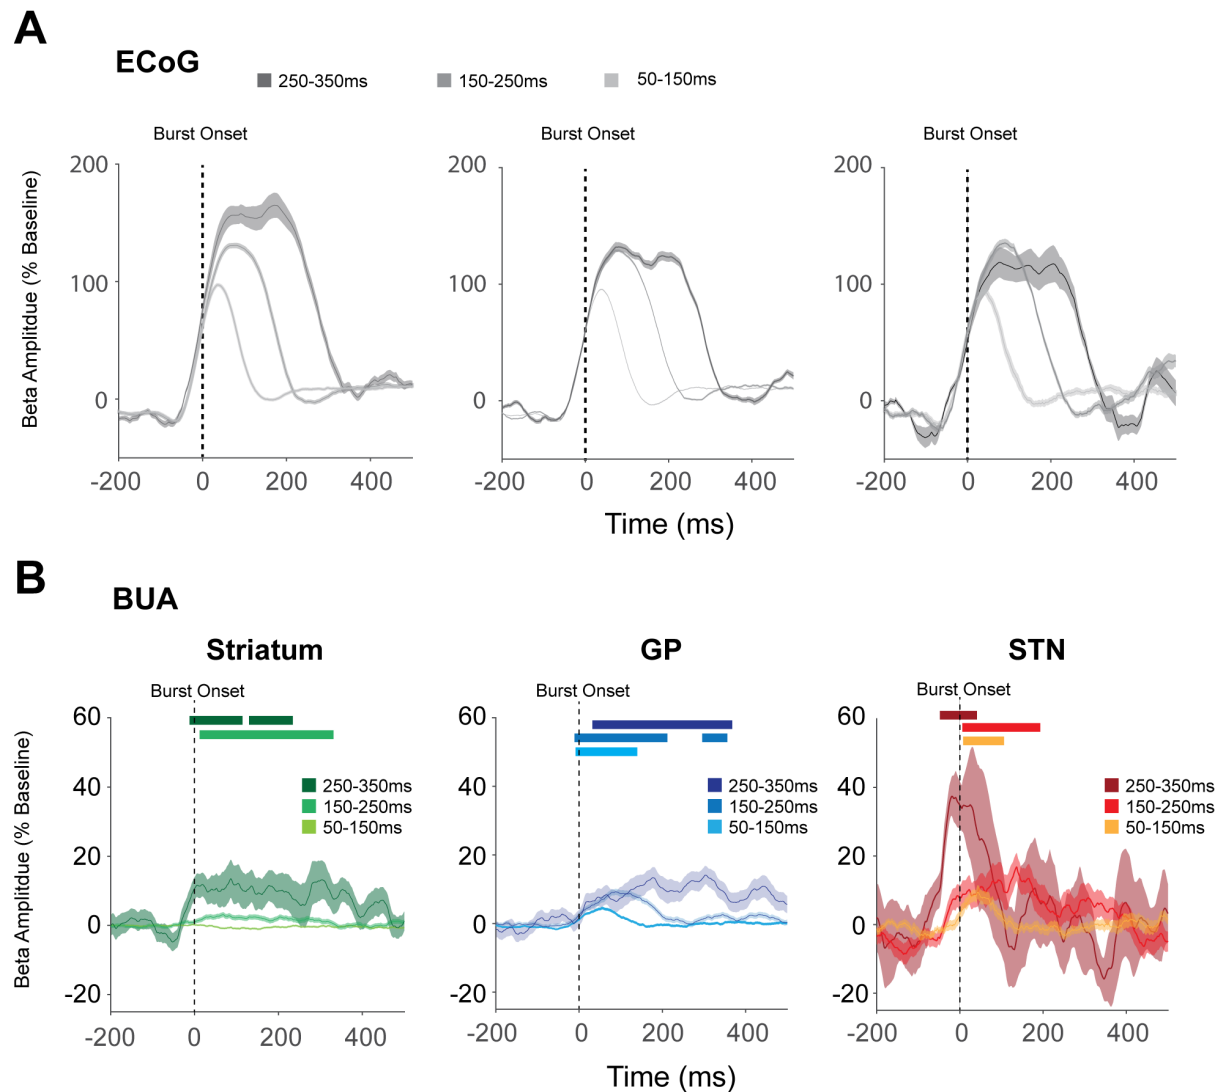 A
ECoG
250-350ms 150-250ms 50-150ms
Burst Onset Burst Onset Burst Onset
Beta Amplitdue (% Baseline)
200 200 200
100 100 100
0 0 0
-200 0 200 400 -200 0 200 400 -200 0 200 400
Time (ms)
B
BUA
Striatum GP STN
Burst Onset Burst Onset Burst Onset
Beta Amplitdue (% Baseline)
60 60 60
40 40 40
250-350ms 250-350ms 250-350ms
150-250ms 150-250ms 150-250ms
50-150ms 50-150ms 50-150ms
20 20 20
0 0 0
-20 -20 -20
-200 0 200 400 -200 0 200 400 -200 0 200 400
Time (ms)